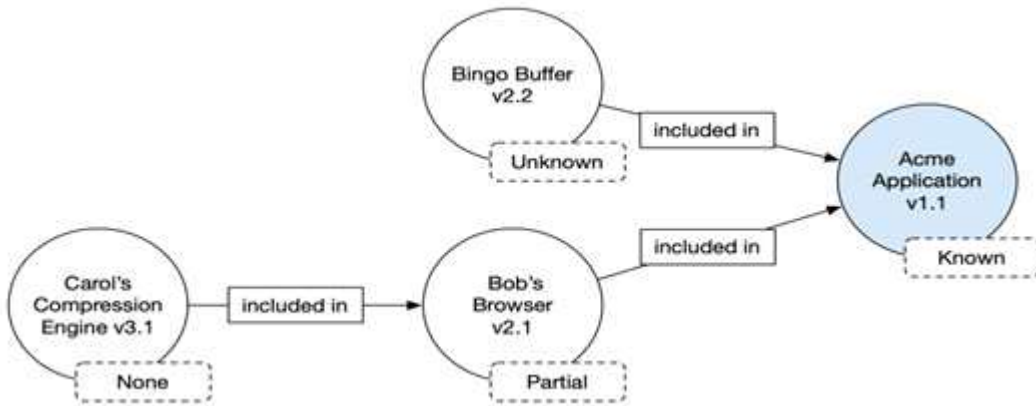 Bingo Buffer
v2.2
Unknown
included in
Acme
Application
v1.1
Known
included in
Carol's
Compression
Engine v3.1
None
included in
Bob's
Browser
v2.1
Partial